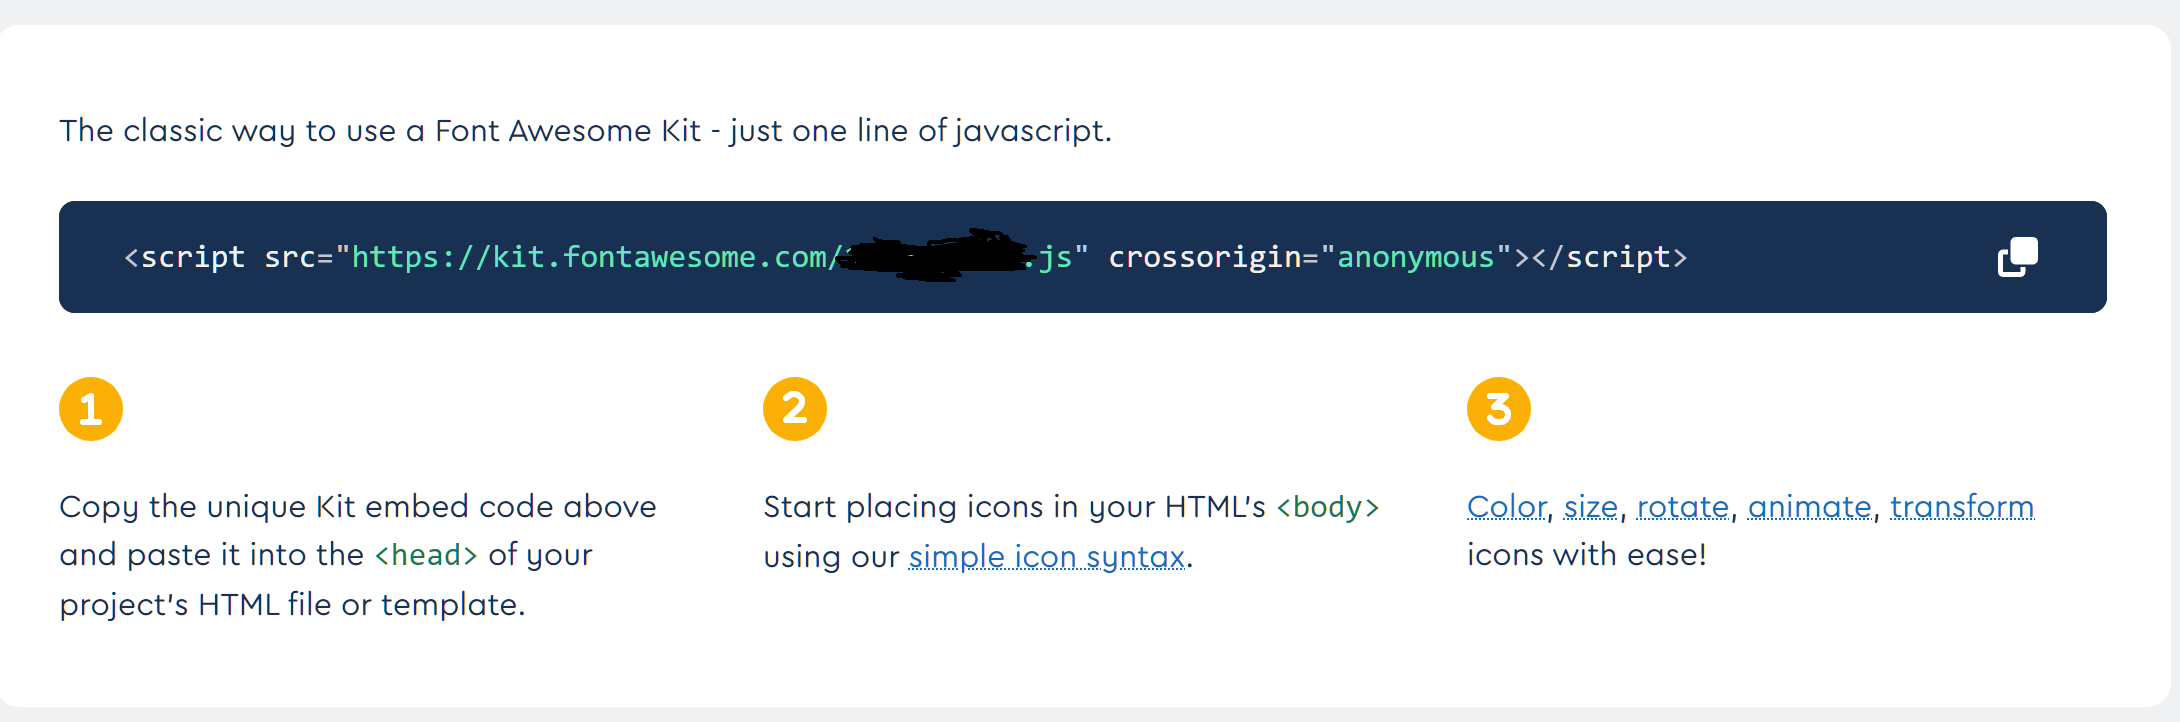 The classic way to use a Font Awesome Kit - just one line of javascript.
<script src="https://kit.fontawesome.com/ .js" crossorigin="anonymous"></script>
1
Copy the unique Kit embed code above
and paste it into the <head> of your
project's HTML file or template.
2
Start placing icons in your HTML's <body>
using our simple icon syntax.
3
Color, size, rotate, animate, transform
icons with ease!